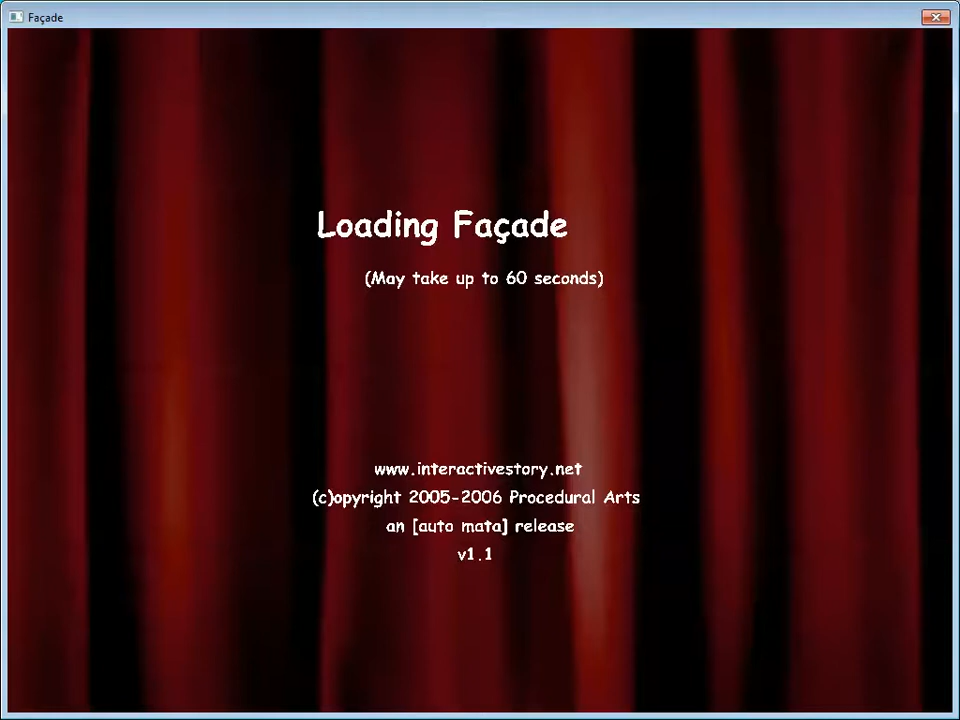 Façade
Loading Façade
(May take up to 60 seconds)
www.interactivestory.net
(c)opyright 2005-2006 Procedural Arts
an [auto mata] release
v1.1